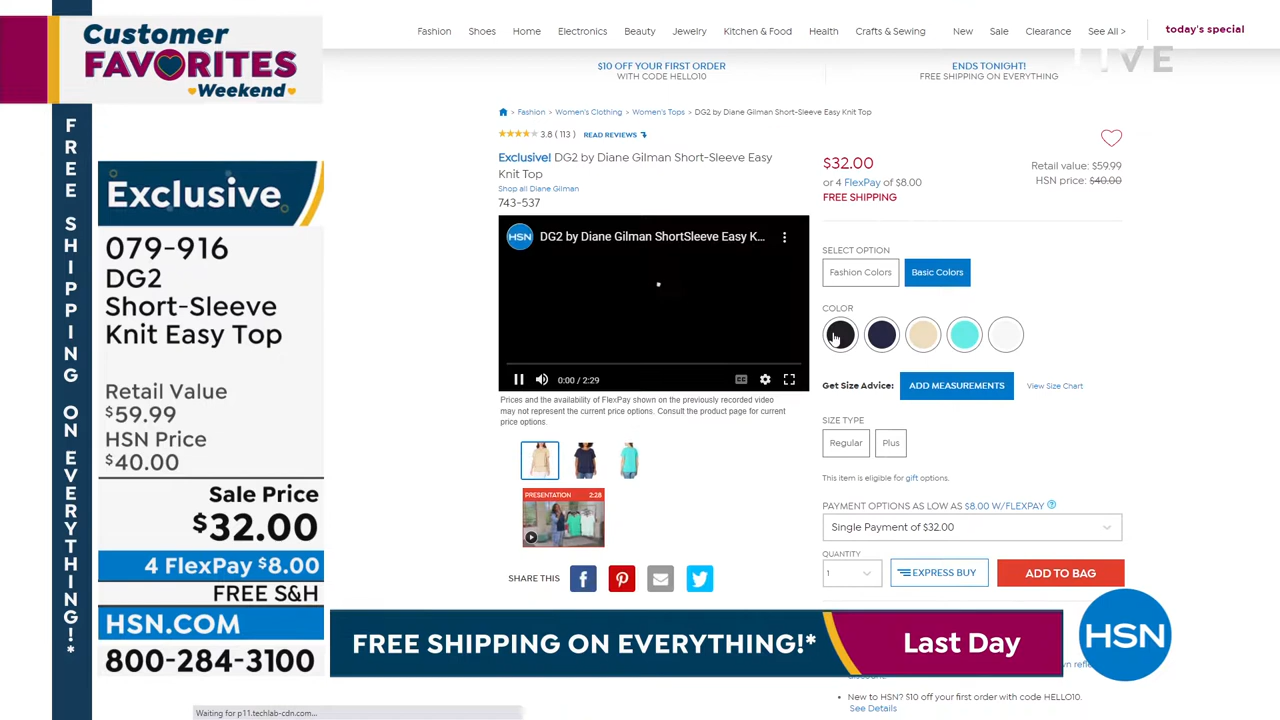 Customer
FAVORITES
Weekend
FREE SHIPPING ON EVERYTHING!*
Exclusive
079-916
DG2
Short-Sleeve
Knit Easy Top
Retail Value
$59.99
HSN Price
$40.00
Sale Price
$32.00
4 FlexPay $8.00
FREE S&H
HSN.COM
800-284-3100
Fashion Shoes Home Electronics Beauty Jewelry Kitchen & Food Health Crafts & Sewing New Sale Clearance See All > today's special
LIVE
$10 OFF YOUR FIRST ORDER
WITH CODE HELLO10
ENDS TONIGHT!
FREE SHIPPING ON EVERYTHING
> Fashion > Women's Clothing > Women's Tops > DG2 by Diane Gilman Short-Sleeve Easy Knit Top
3.8 ( 113 ) READ REVIEWS
Exclusive! DG2 by Diane Gilman Short-Sleeve Easy
Knit Top
Shop all Diane Gilman
743-537
HSN DG2 by Diane Gilman ShortSleeve Easy K...
0:00 / 2:29
CC
Prices and the availability of FlexPay shown on the previously recorded video
may not represent the current price options. Consult the product page for current
price options.
PRESENTATION 2:28
SHARE THIS
$32.00
or 4 FlexPay of $8.00
FREE SHIPPING
Retail value: $59.99
HSN price: $40.00
SELECT OPTION
Fashion Colors Basic Colors
COLOR
Get Size Advice: ADD MEASUREMENTS View Size Chart
SIZE TYPE
Regular Plus
This item is eligible for gift options.
PAYMENT OPTIONS AS LOW AS $8.00 W/FLEXPAY ?
Single Payment of $32.00
QUANTITY
1 EXPRESS BUY ADD TO BAG
FREE SHIPPING ON EVERYTHING!* Last Day
HSN
New to HSN? $10 off your first order with code HELLO10.
See Details
Waiting for p11.techlab-cdn.com...